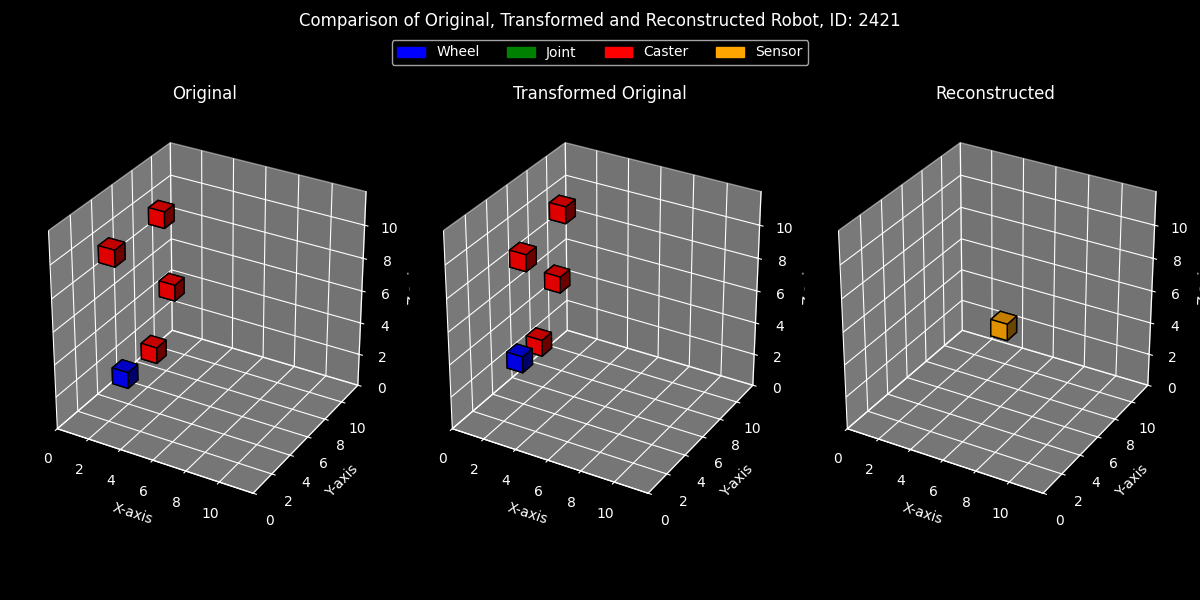 Comparison of Original, Transformed and Reconstructed Robot, ID: 2421
Wheel Joint Caster Sensor
Original
0 2 4 6 8 10
X-axis
0 2 4 6 8 10
Y-axis
0 2 4 6 8 10
Transformed Original
0 2 4 6 8 10
X-axis
0 2 4 6 8 10
Y-axis
0 2 4 6 8 10
Reconstructed
0 2 4 6 8 10
X-axis
0 2 4 6 8 10
Y-axis
0 2 4 6 8 10